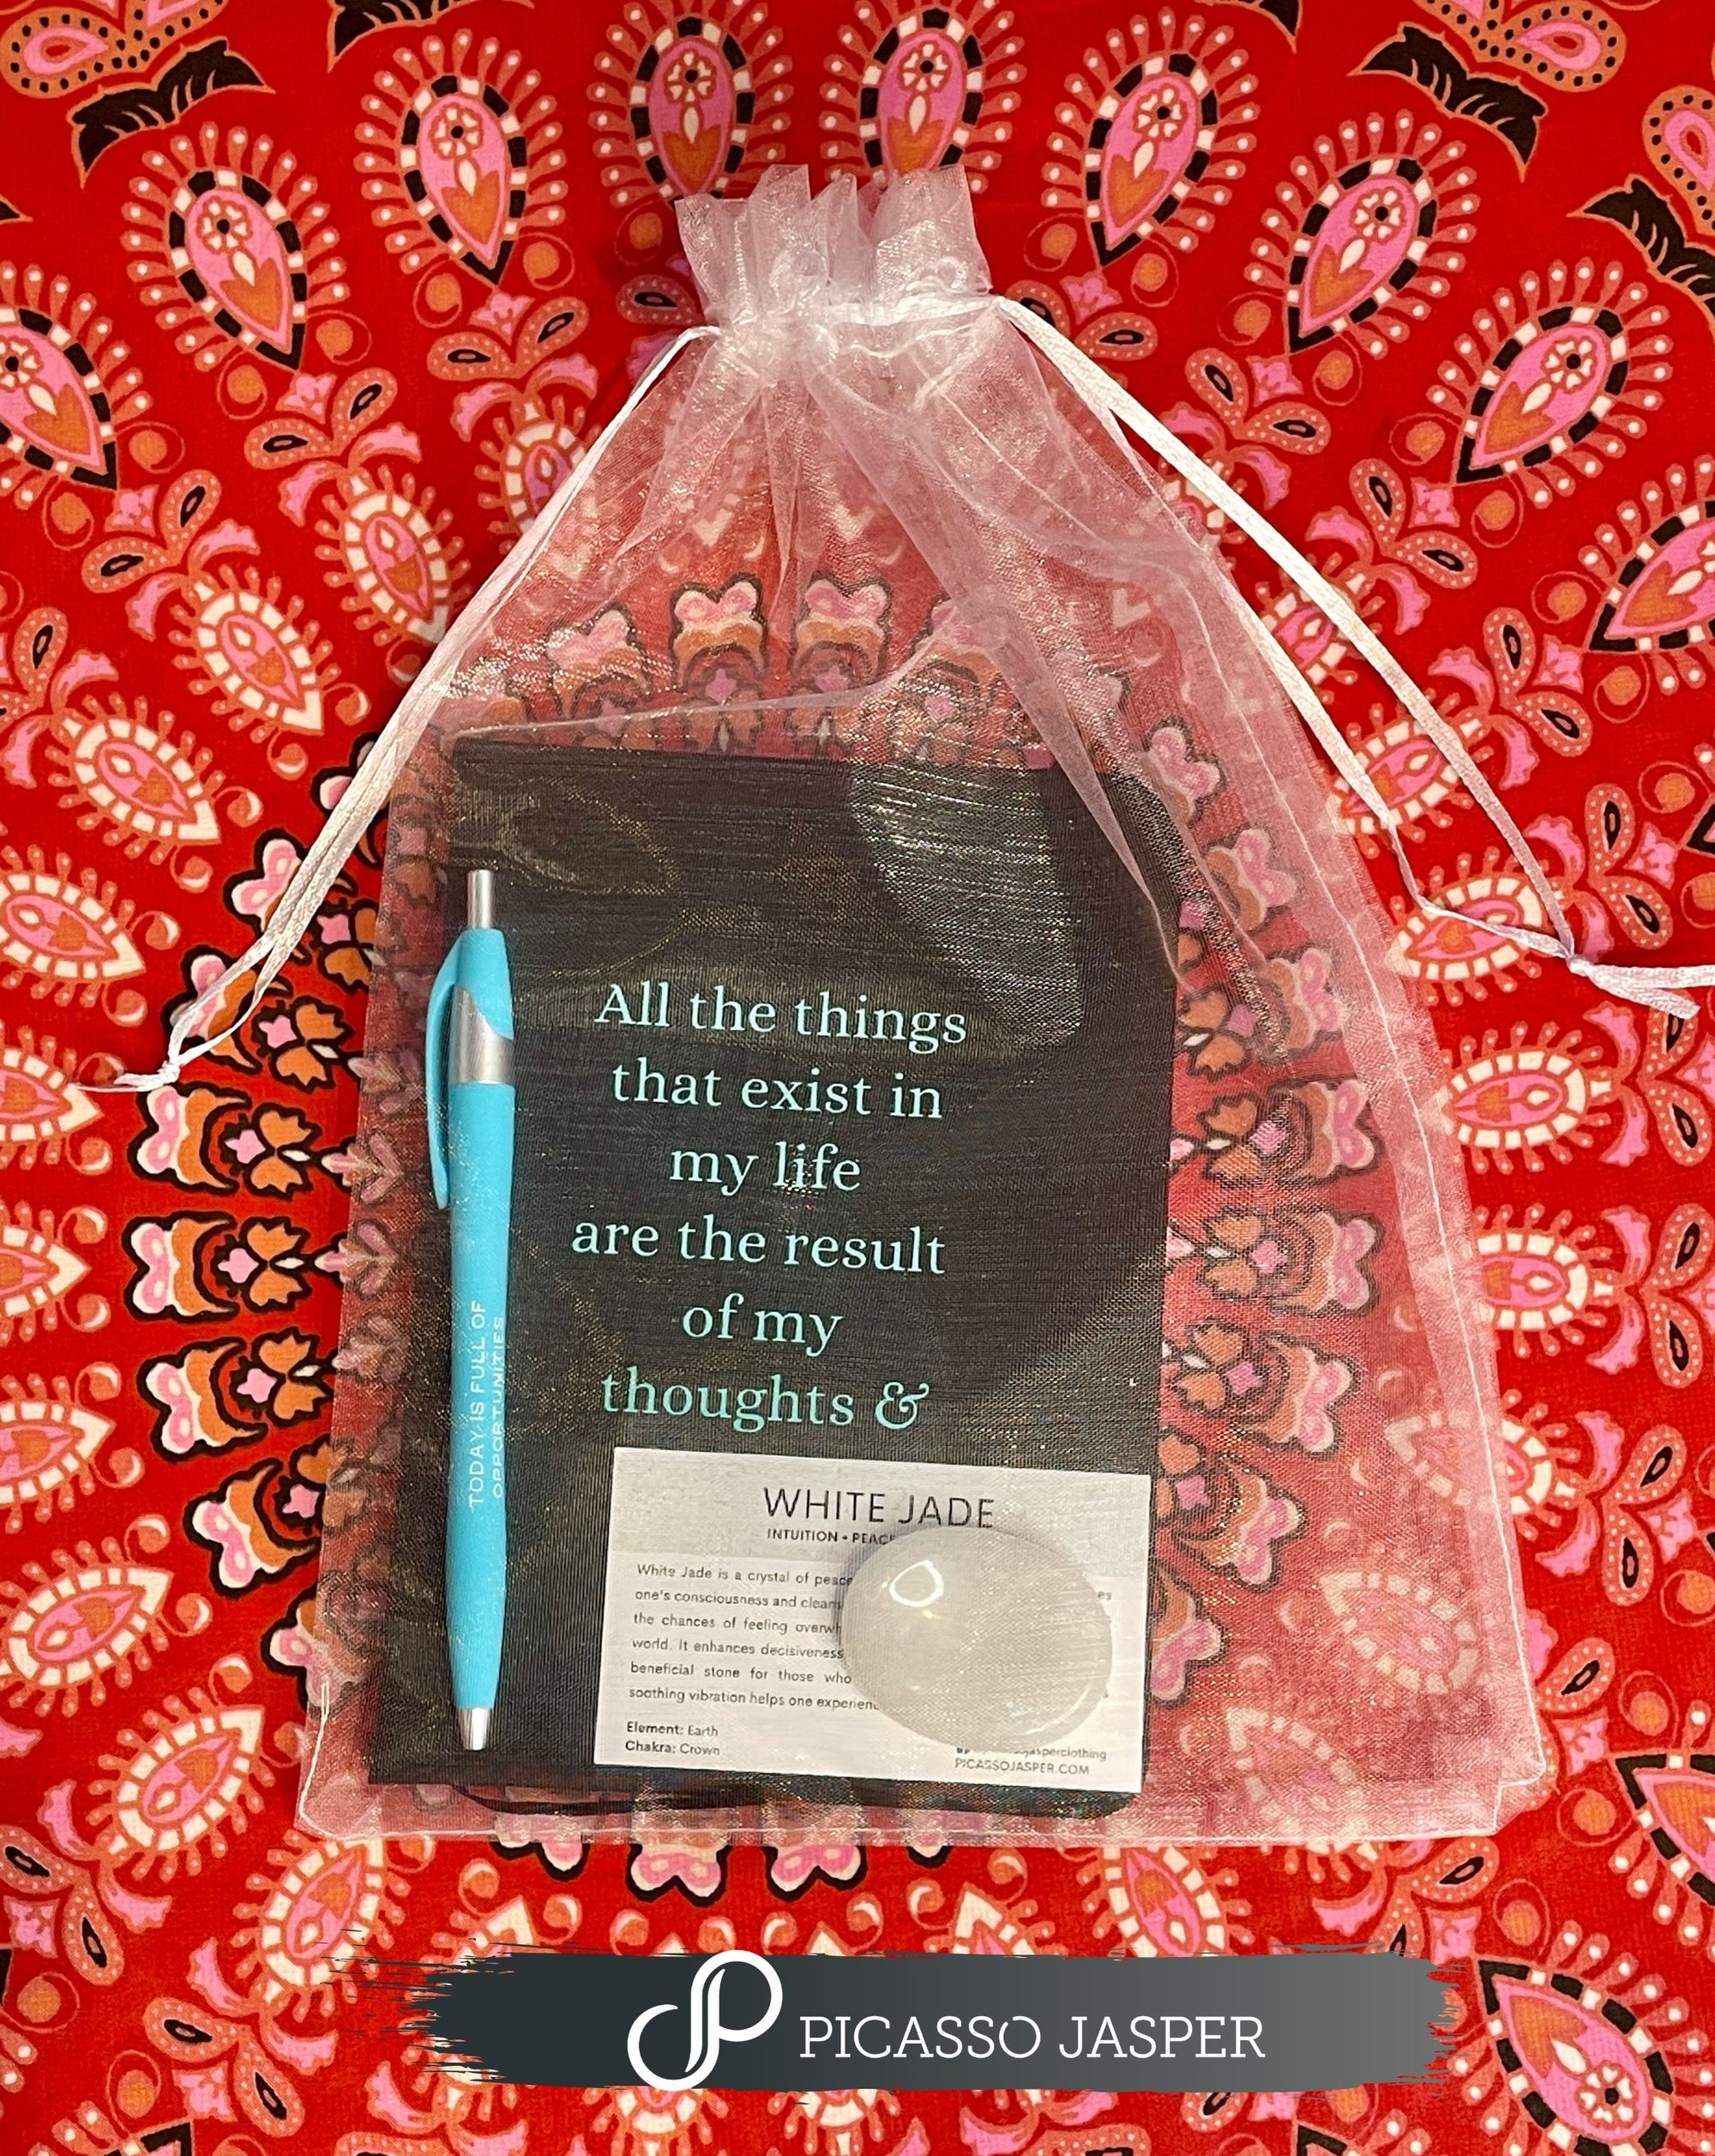 All the things
that exist in
my life
are the result
of my
thoughts &
TODAY IS FULL OF
OPPORTUNITIES
WHITE JADE
INTUITION • PEAC
White Jade is a crystal of peace
one's consciousness and clean
the chances of feeling overwh
world. It enhances decisiveness
beneficial stone for those who
soothing vibration helps one experienc
Element: Earth
Chakra: Crown
jasperclothing
PICASSOJASPER.COM
PICASSO JASPER